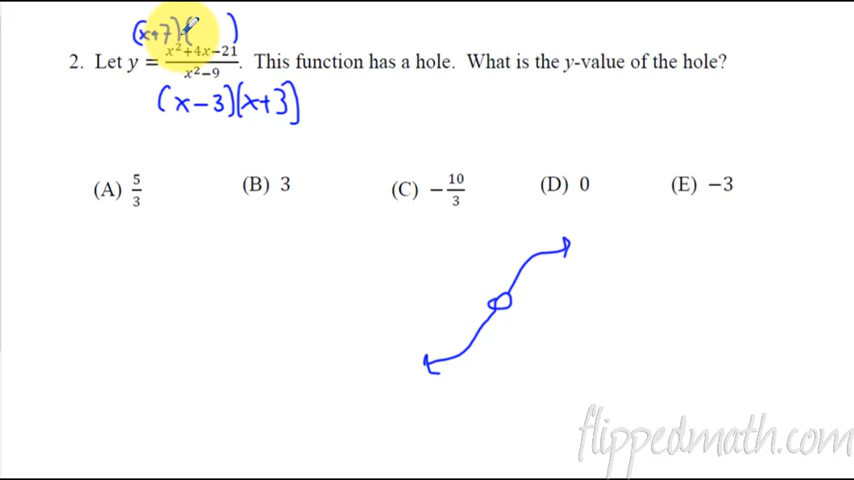 (x+7)( )
2. Let y = \frac{x²+4x−21}{x²−9}. This function has a hole. What is the y-value of the hole?
(x−3)(x+3)
(A) 5/3 (B) 3 (C) −10/3 (D) 0 (E) −3
flippedmath.com